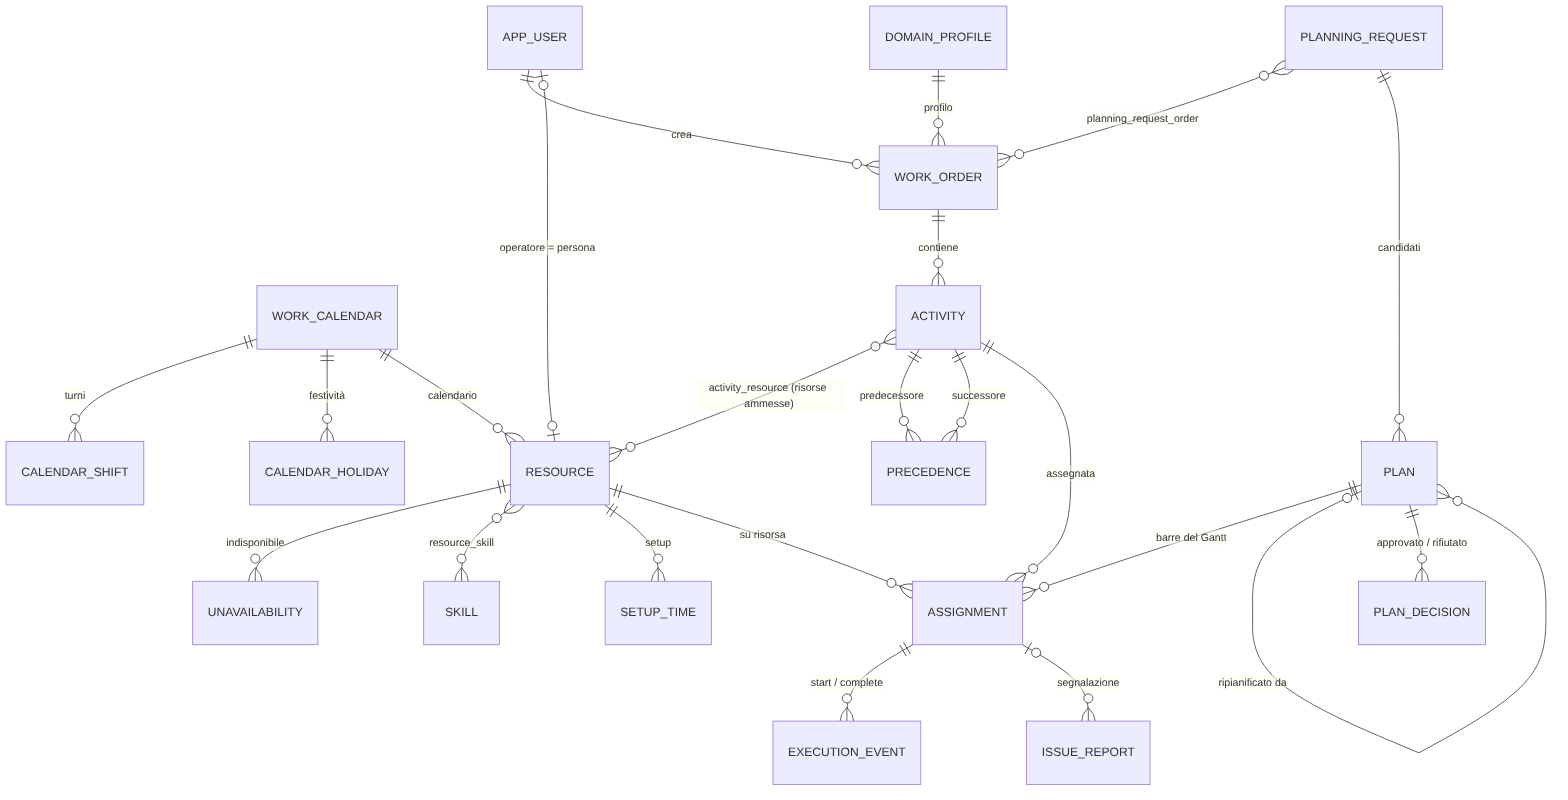 APP_USER
DOMAIN_PROFILE
PLANNING_REQUEST
profilo
planning_request_order
crea
WORK_ORDER
operatore = persona
contiene
candidati
WORK_CALENDAR
ACTIVITY
turni
festività
calendario
activity_resource (risorse
ammesse)
predecessore
successore
CALENDAR_SHIFT
CALENDAR_HOLIDAY
RESOURCE
PRECEDENCE
assegnata
PLAN
indisponibile
resource_skill
setup
su risorsa
barre del Gantt
approvato / rifiutato
UNAVAILABILITY
SKILL
SETUP_TIME
ASSIGNMENT
PLAN_DECISION
start / complete
segnalazione
ripianificato da
EXECUTION_EVENT
ISSUE_REPORT